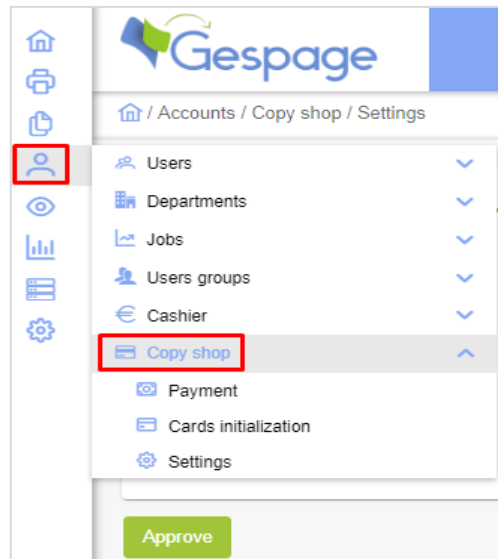 Gespage
/ Accounts / Copy shop / Settings
Users
Departments
Jobs
Users groups
Cashier
Copy shop
Payment
Cards initialization
Settings
Approve